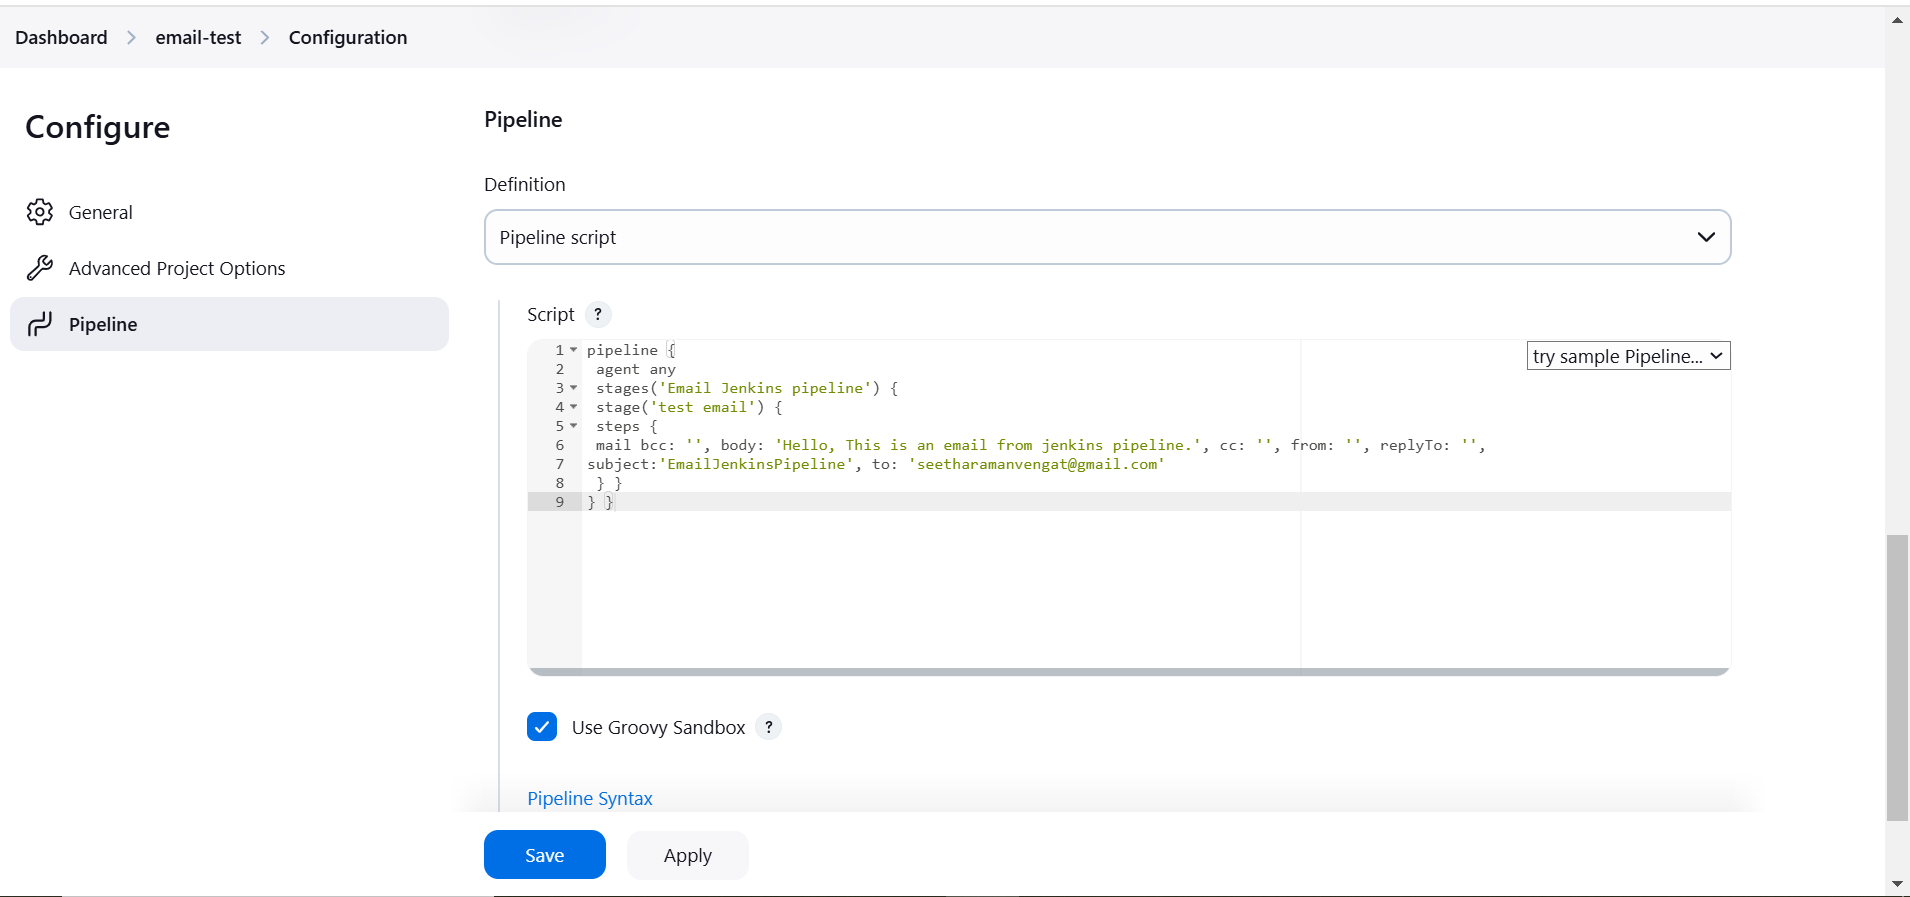 Dashboard > email-test > Configuration
Configure
General
Advanced Project Options
Pipeline
Pipeline
Definition
Pipeline script
Script ?
try sample Pipeline...
1 pipeline {
2 agent any
3 stages('Email Jenkins pipeline') {
4 stage('test email') {
5 steps {
6 mail bcc: '', body: 'Hello, This is an email from jenkins pipeline.', cc: '', from: '', replyTo: '',
7 subject:'EmailJenkinsPipeline', to: 'seetharamanvengat@gmail.com'
8 } }
9 } }
Use Groovy Sandbox ?
Pipeline Syntax
Save
Apply